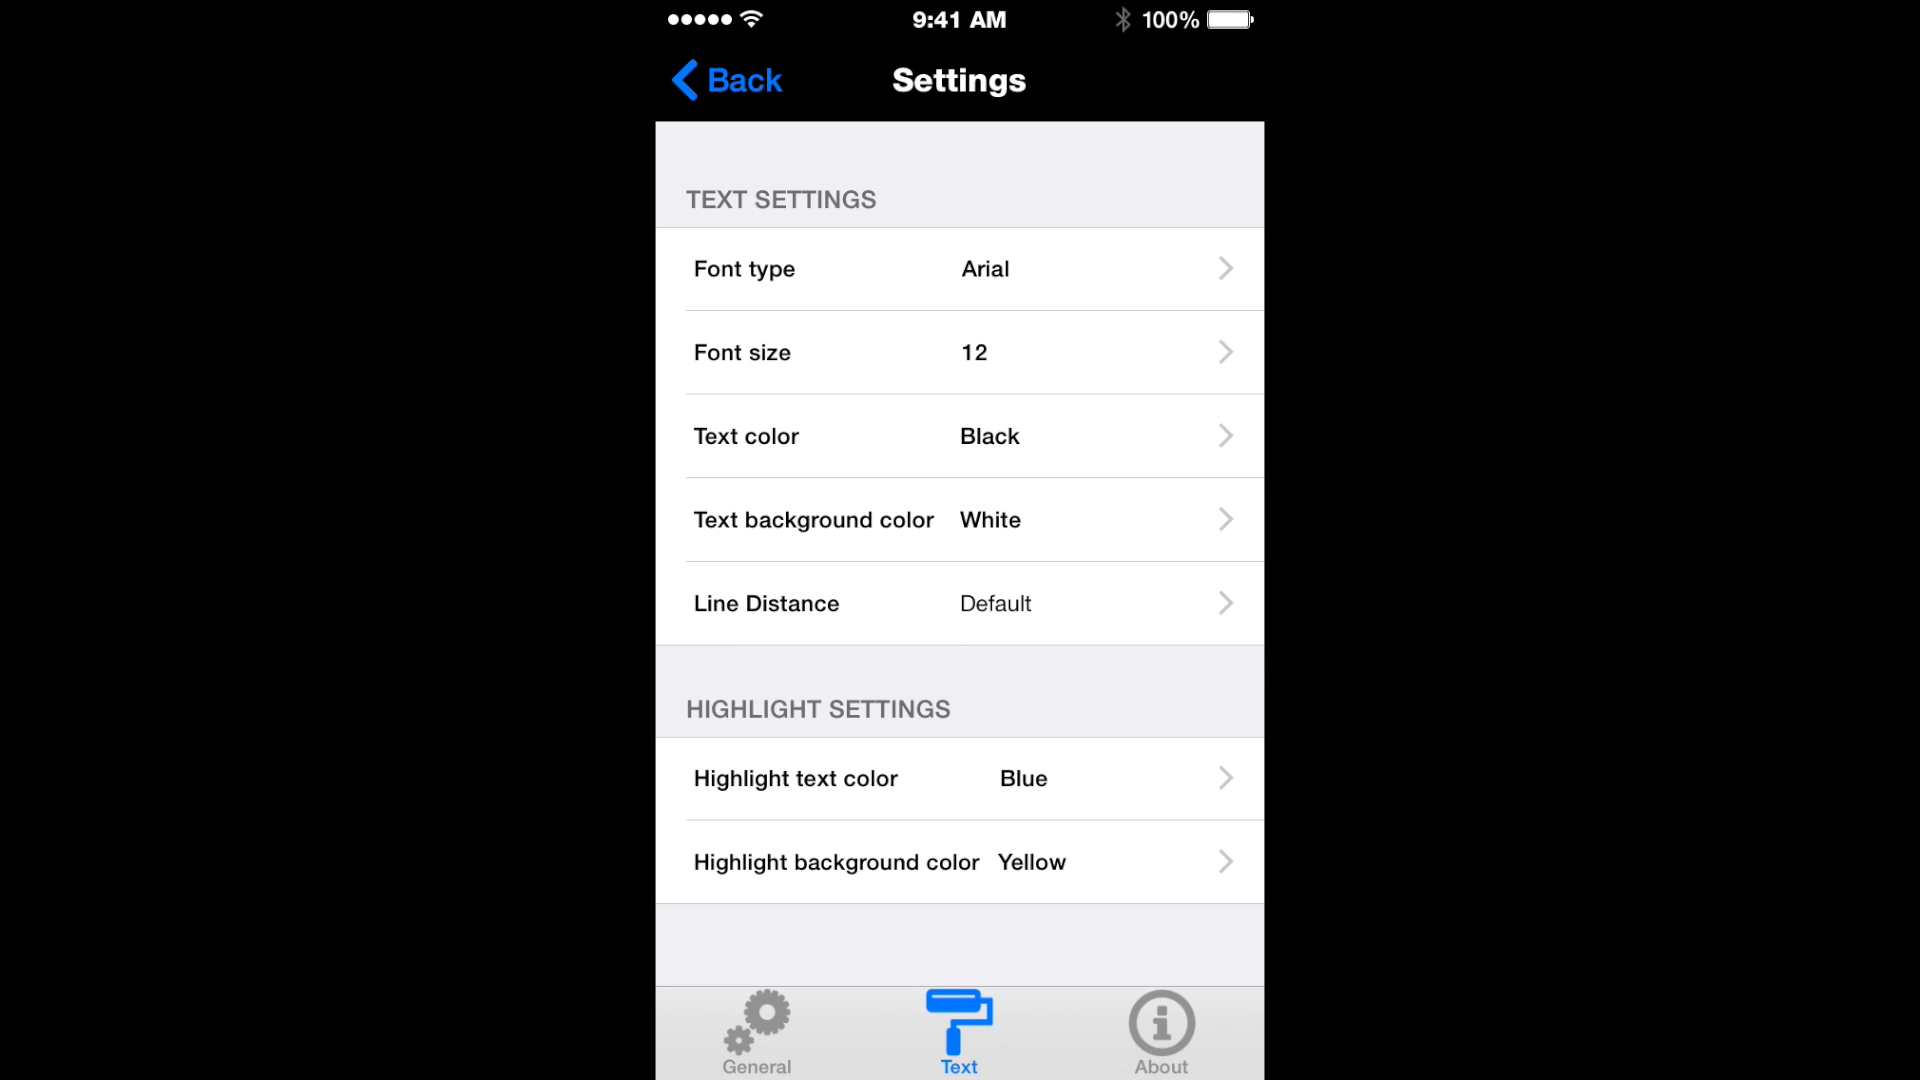 9:41 AM 100%
Back Settings
TEXT SETTINGS
Font type Arial
Font size 12
Text color Black
Text background color White
Line Distance Default
HIGHLIGHT SETTINGS
Highlight text color Blue
Highlight background color Yellow
General Text About